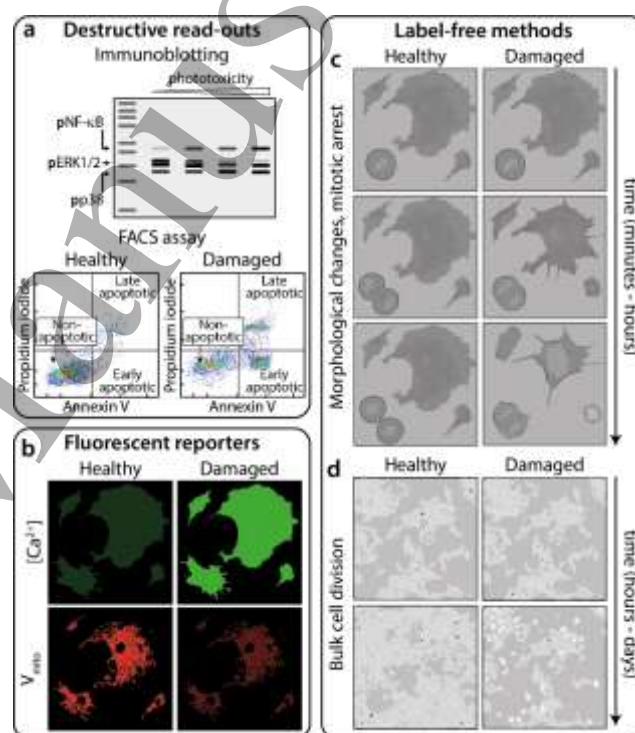 a Destructive read-outs
Immunoblotting
phototoxicity
pNF-κB
pERK1/2
pp38
FACS assay
Healthy Damaged
Propidium iodide
Late apoptotic
Non-apoptotic
Early apoptotic
Annexin V
Propidium iodide
Late apoptotic
Non-apoptotic
Early apoptotic
Annexin V
b Fluorescent reporters
Healthy Damaged
[Ca²⁺]
Vmito
Label-free methods
c Healthy Damaged
Morphological changes, mitotic arrest
time (minutes - hours)
d Healthy Damaged
Bulk cell division
time (hours - days)
Manus